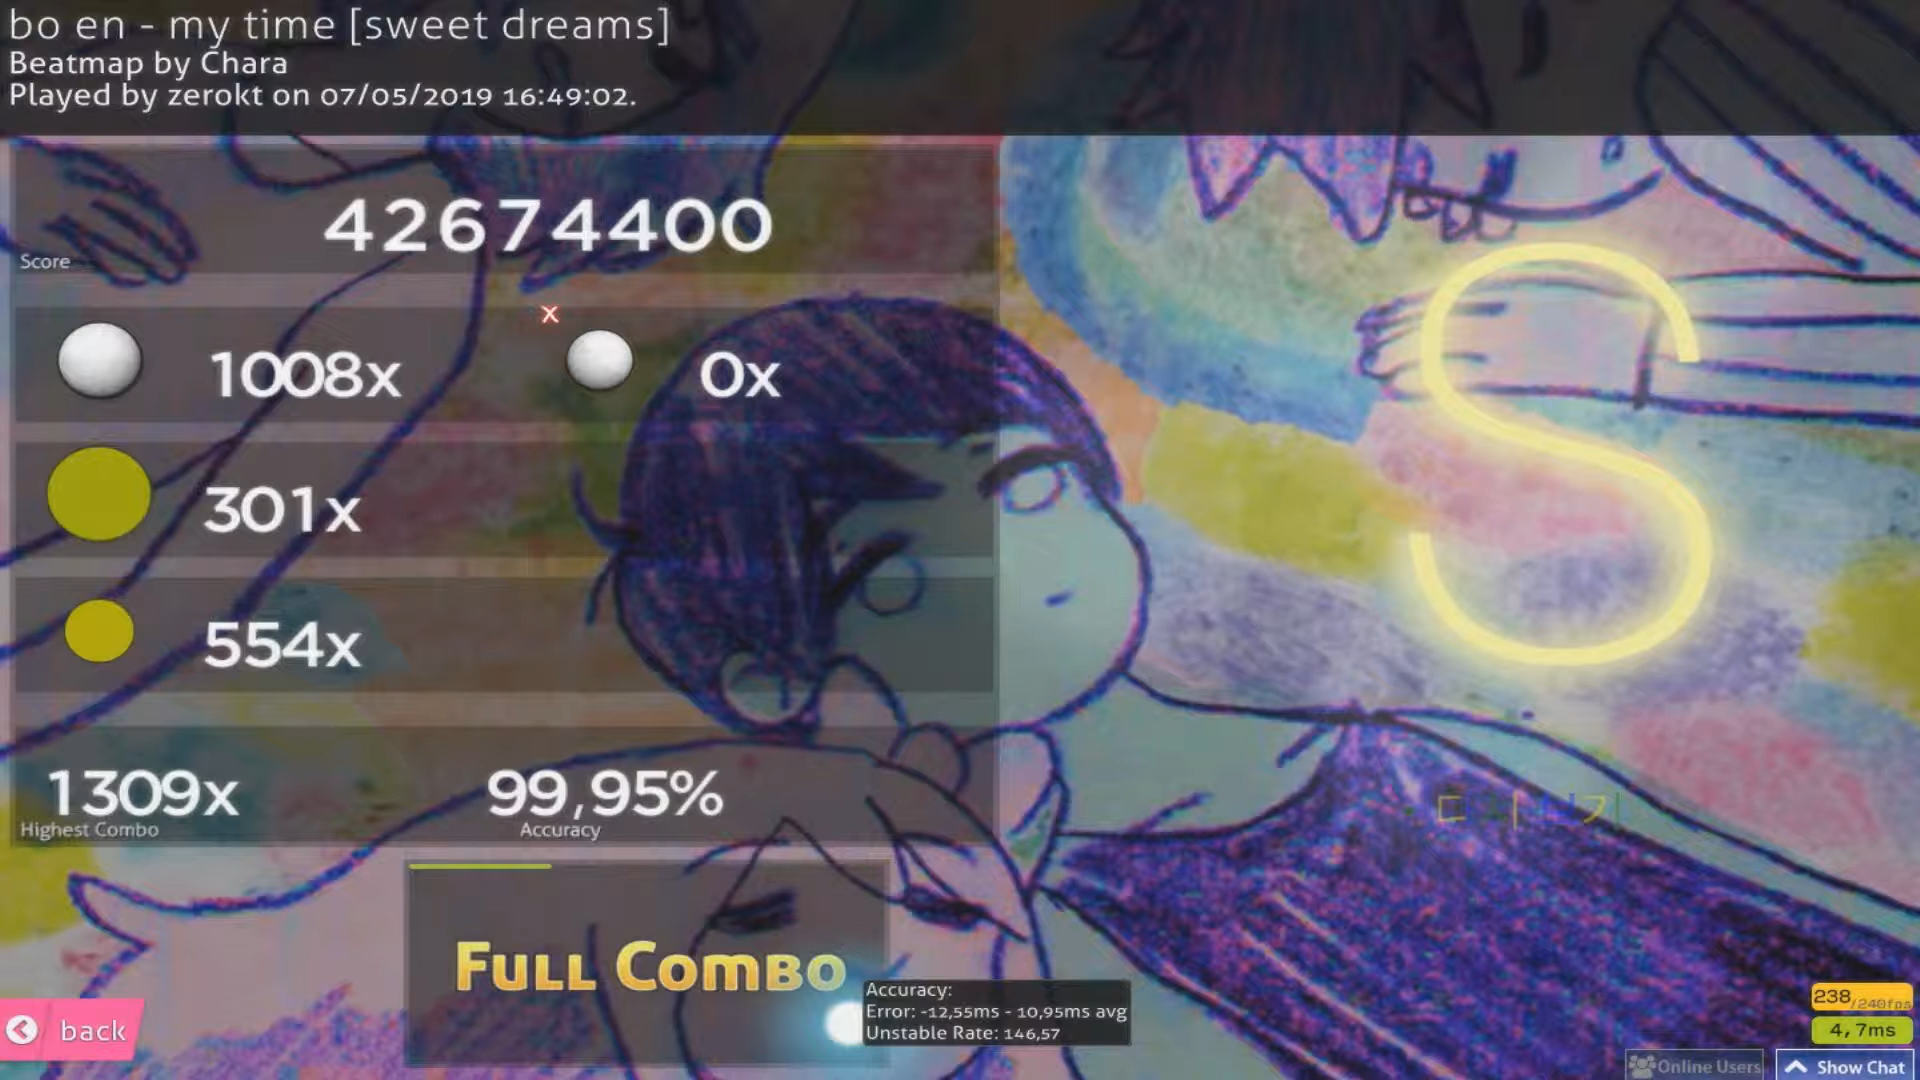 bo en - my time [sweet dreams]
Beatmap by Chara
Played by zerokt on 07/05/2019 16:49:02.
42674400
Score
1008x
X
0x
301x
554x
1309x
99,95%
Highest Combo
Accuracy
S
Full Combo
Accuracy:
Error: -12,55ms - 10,95ms avg
Unstable Rate: 146,57
back
238/240fps
4,7ms
Online Users
Show Chat